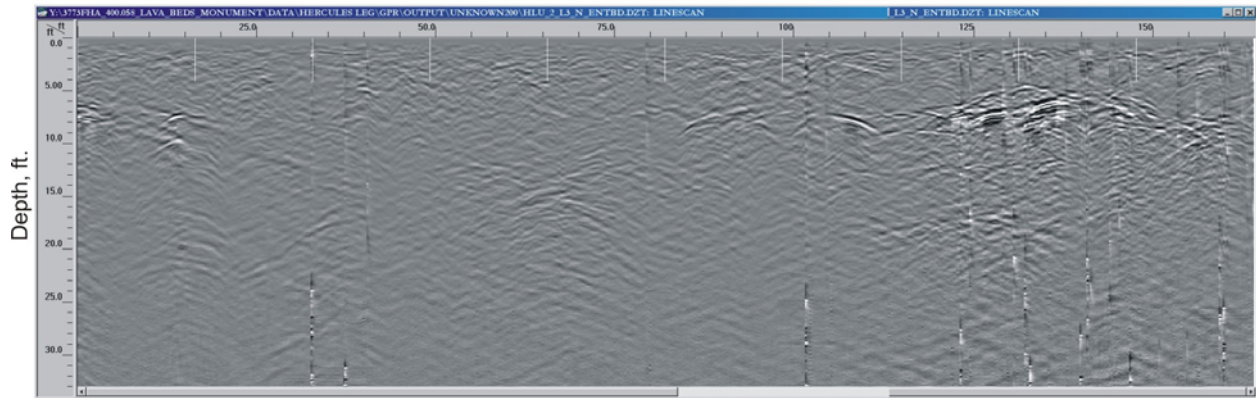 Y:\3773FHA_400.058_LAVA_BEDS_MONUMENT\DATA\HERCULES LEG\GPR\OUTPUT\UNKNOWN200\HLU_2_L3_N_ENTBD.DZT: LINESCAN
_L3_N_ENTBD.DZT: LINESCAN
ft / ft 25.0 50.0 75.0 100 125 150
0.0
5.00
10.0
15.0
20.0
25.0
30.0
Depth, ft.